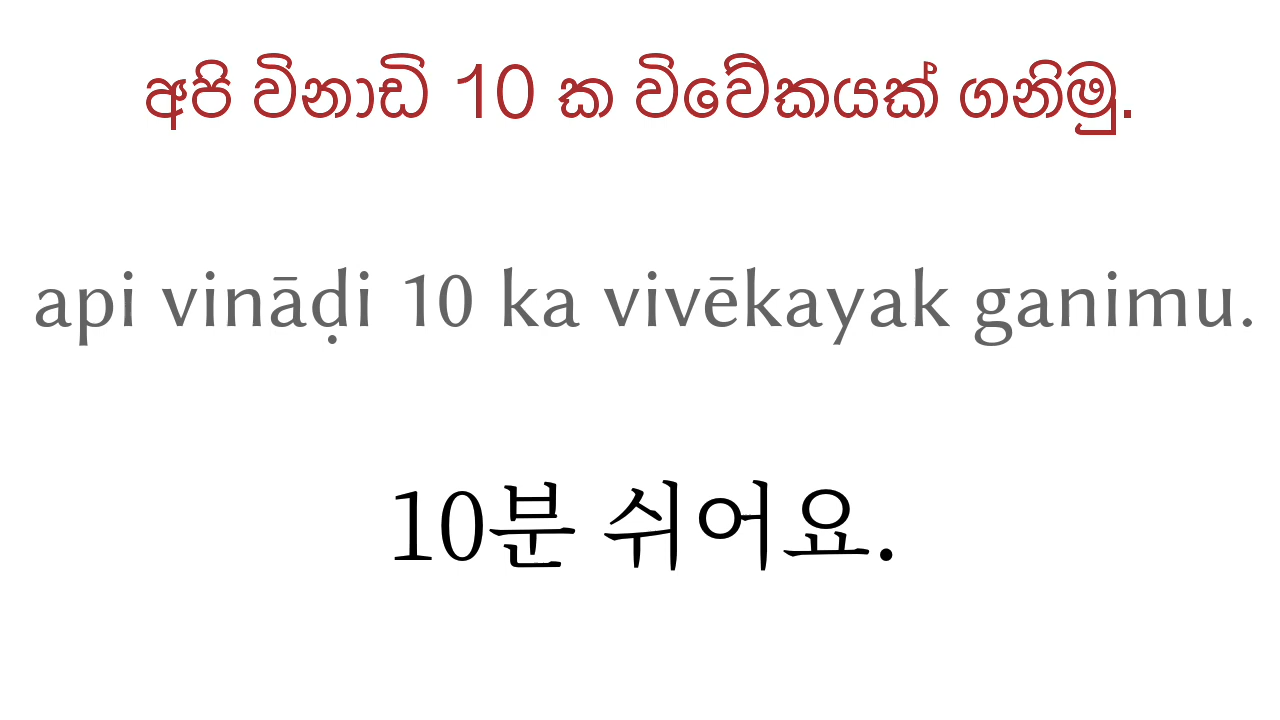 අපි විනාඩි 10 ක විවේකයක් ගනිමු.
api vināḍi 10 ka vivēkayak ganimu.
10분 쉬어요.